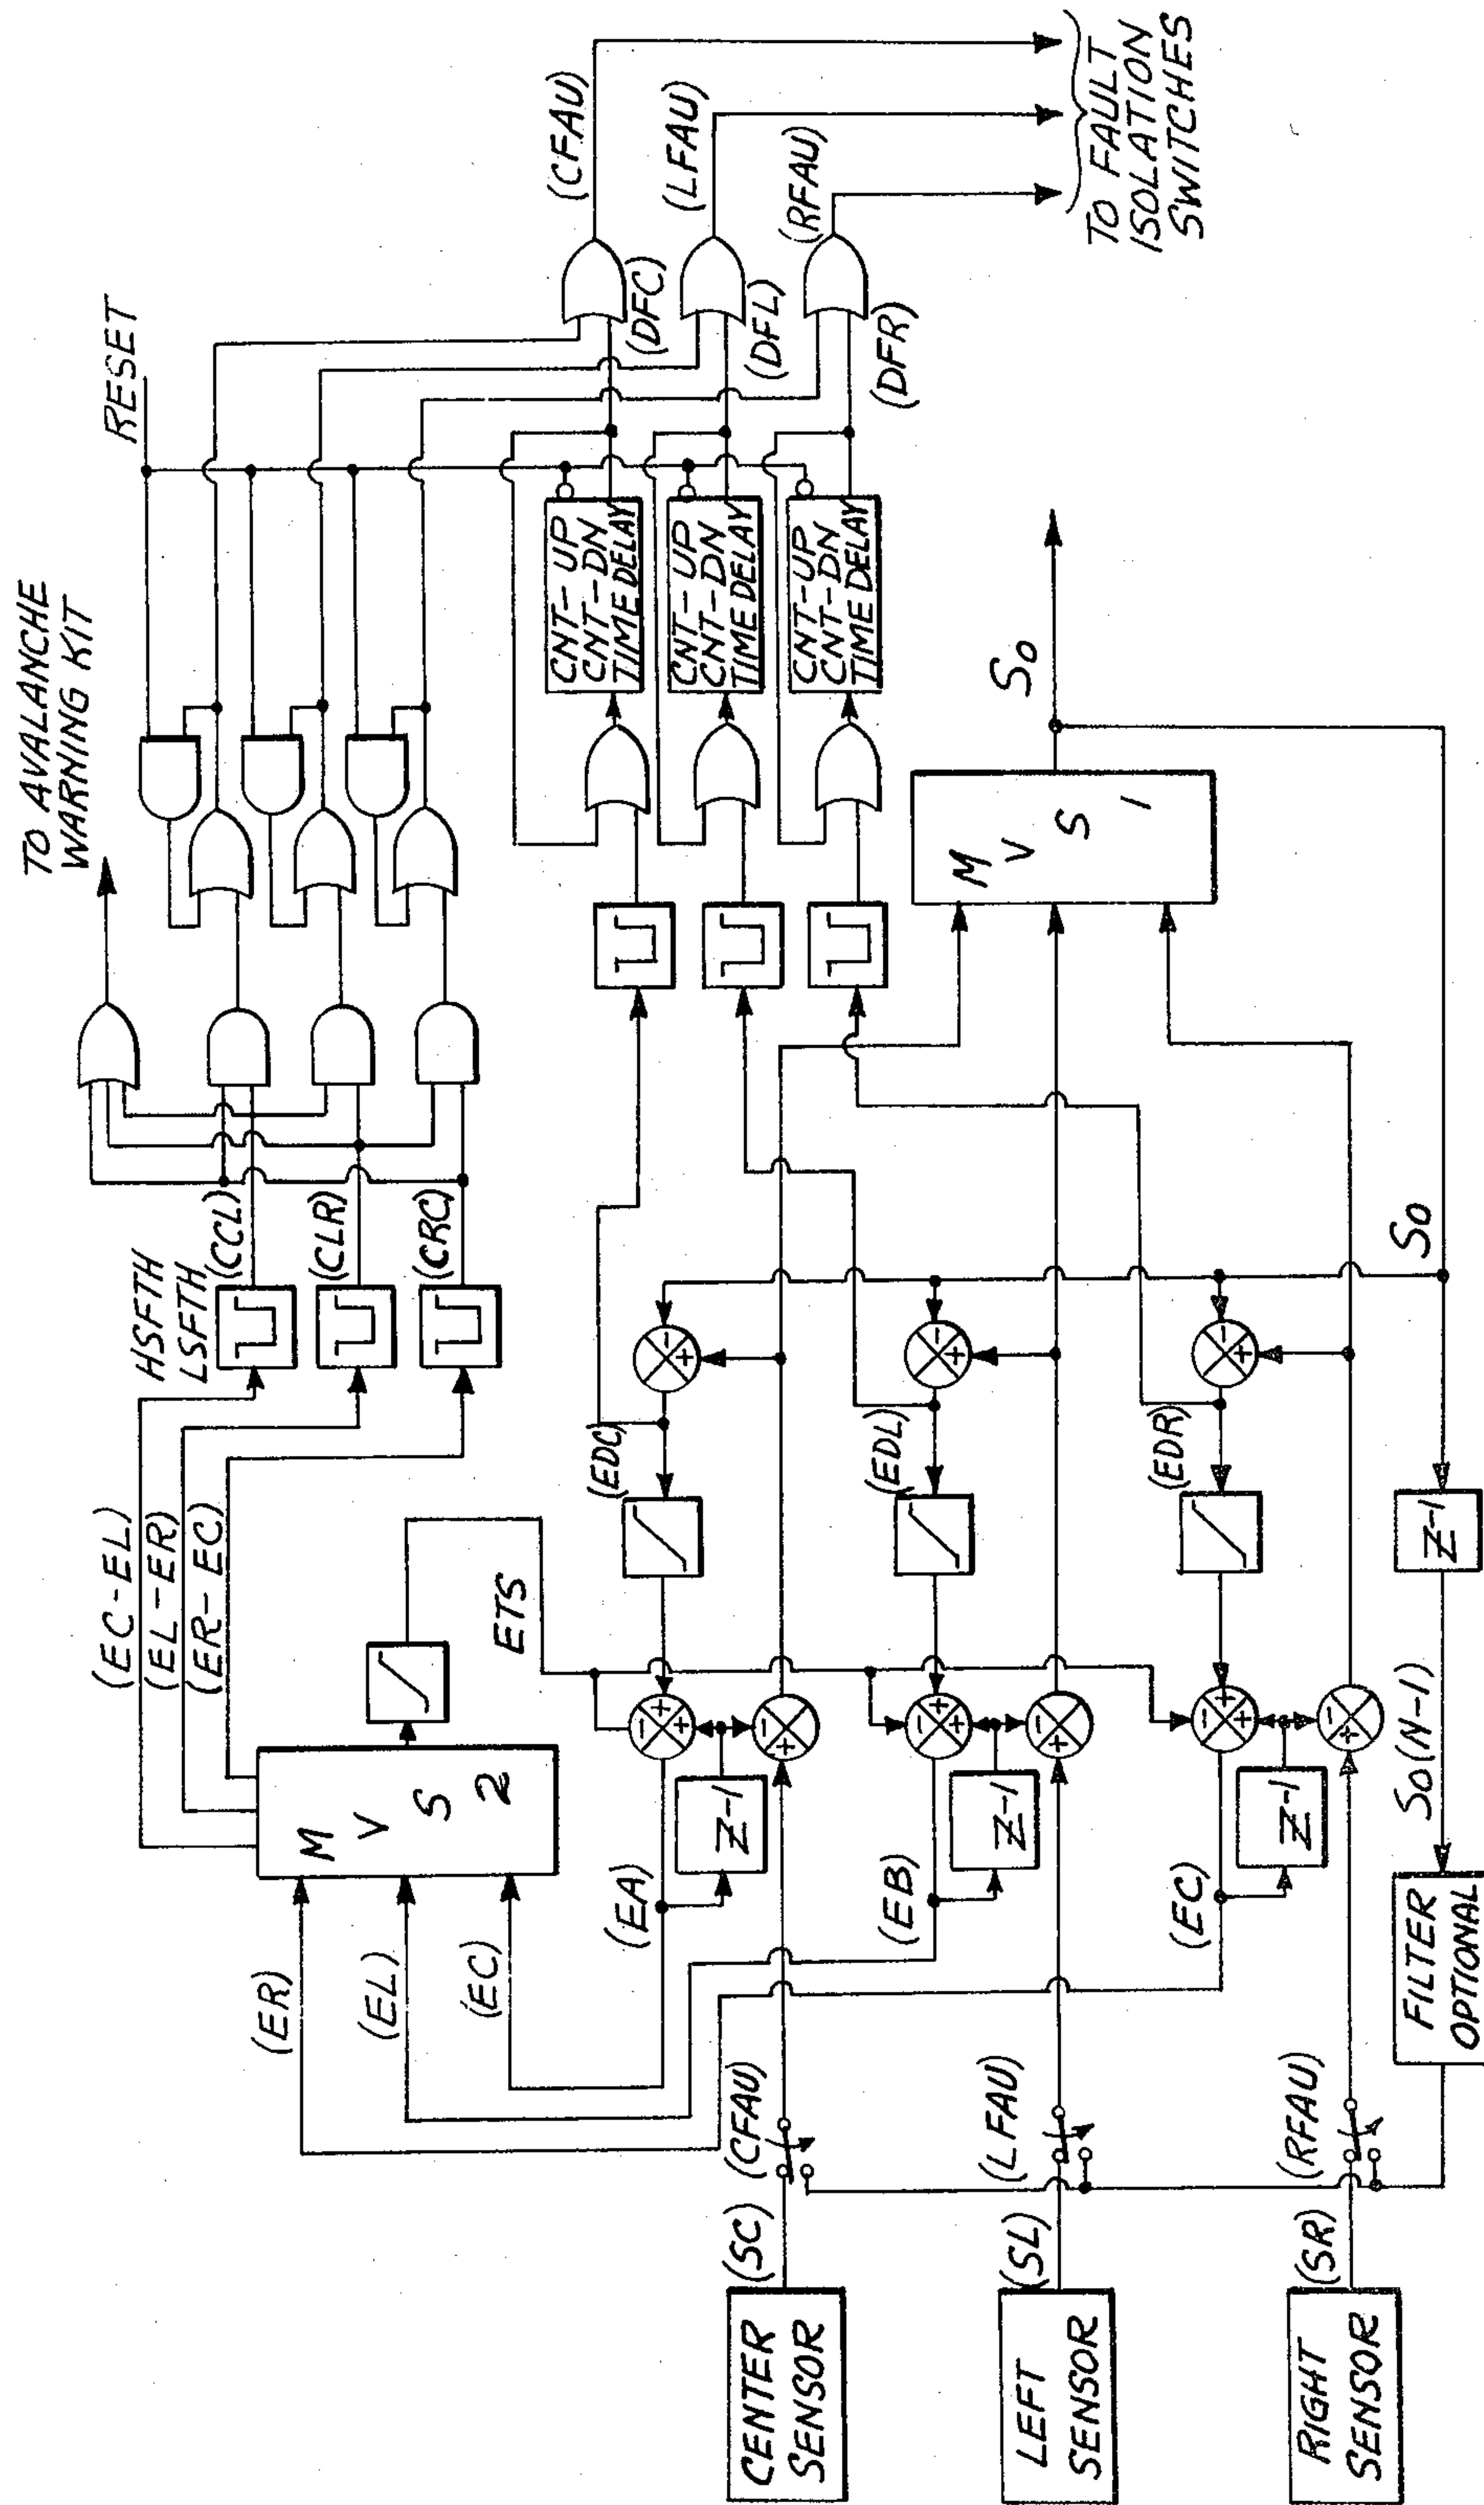 TO AVALANCHE
WARNING KIT
RESET
HSFTH
LSFTH
(CCL)
(CLR)
(CRC)
(EC-EL)
(EL-ER)
(ER-EC)
(CFAU)
(LFAU)
(RFAU)
(DFC)
(DFL)
(DFR)
TO FAULT
ISOLATION
SWITCHES
CNT-UP
CNT-DN
TIME DELAY
CNT-UP
CNT-DN
TIME DELAY
CNT-UP
CNT-DN
TIME DELAY
M
V
S
2
ETS
(ER)
(EL)
(EC)
(EA)
(EB)
(EC)
Z-1
Z-1
Z-1
- + +
- +
- + +
- +
- + +
- +
(EDC)
(EDL)
(EDR)
- +
- +
- +
M
V
S
1
So
So
Z-1
So (N-1)
FILTER
OPTIONAL
(CFAU)
(LFAU)
(RFAU)
(SC)
(SL)
(SR)
CENTER
SENSOR
LEFT
SENSOR
RIGHT
SENSOR